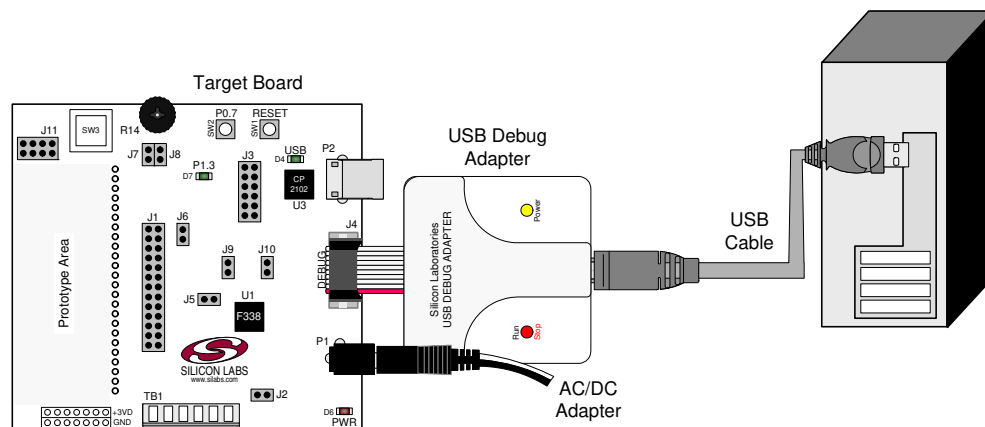 Target Board
P0.7
RESET
SW2
SW1
SW3
J11
R14
J7
J8
P1.3
D7
J3
USB
D4
P2
CP
2102
U3
USB Debug
Adapter
Power
USB
Cable
Silicon Laboratories
USB DEBUG ADAPTER
Run
Stop
J4
DEBUG
J1
J6
J9
J10
Prototype Area
J5
U1
F338
P1
SILICON LABS
www.silabs.com
AC/DC
Adapter
TB1
J2
+3VD
GND
D6
PWR